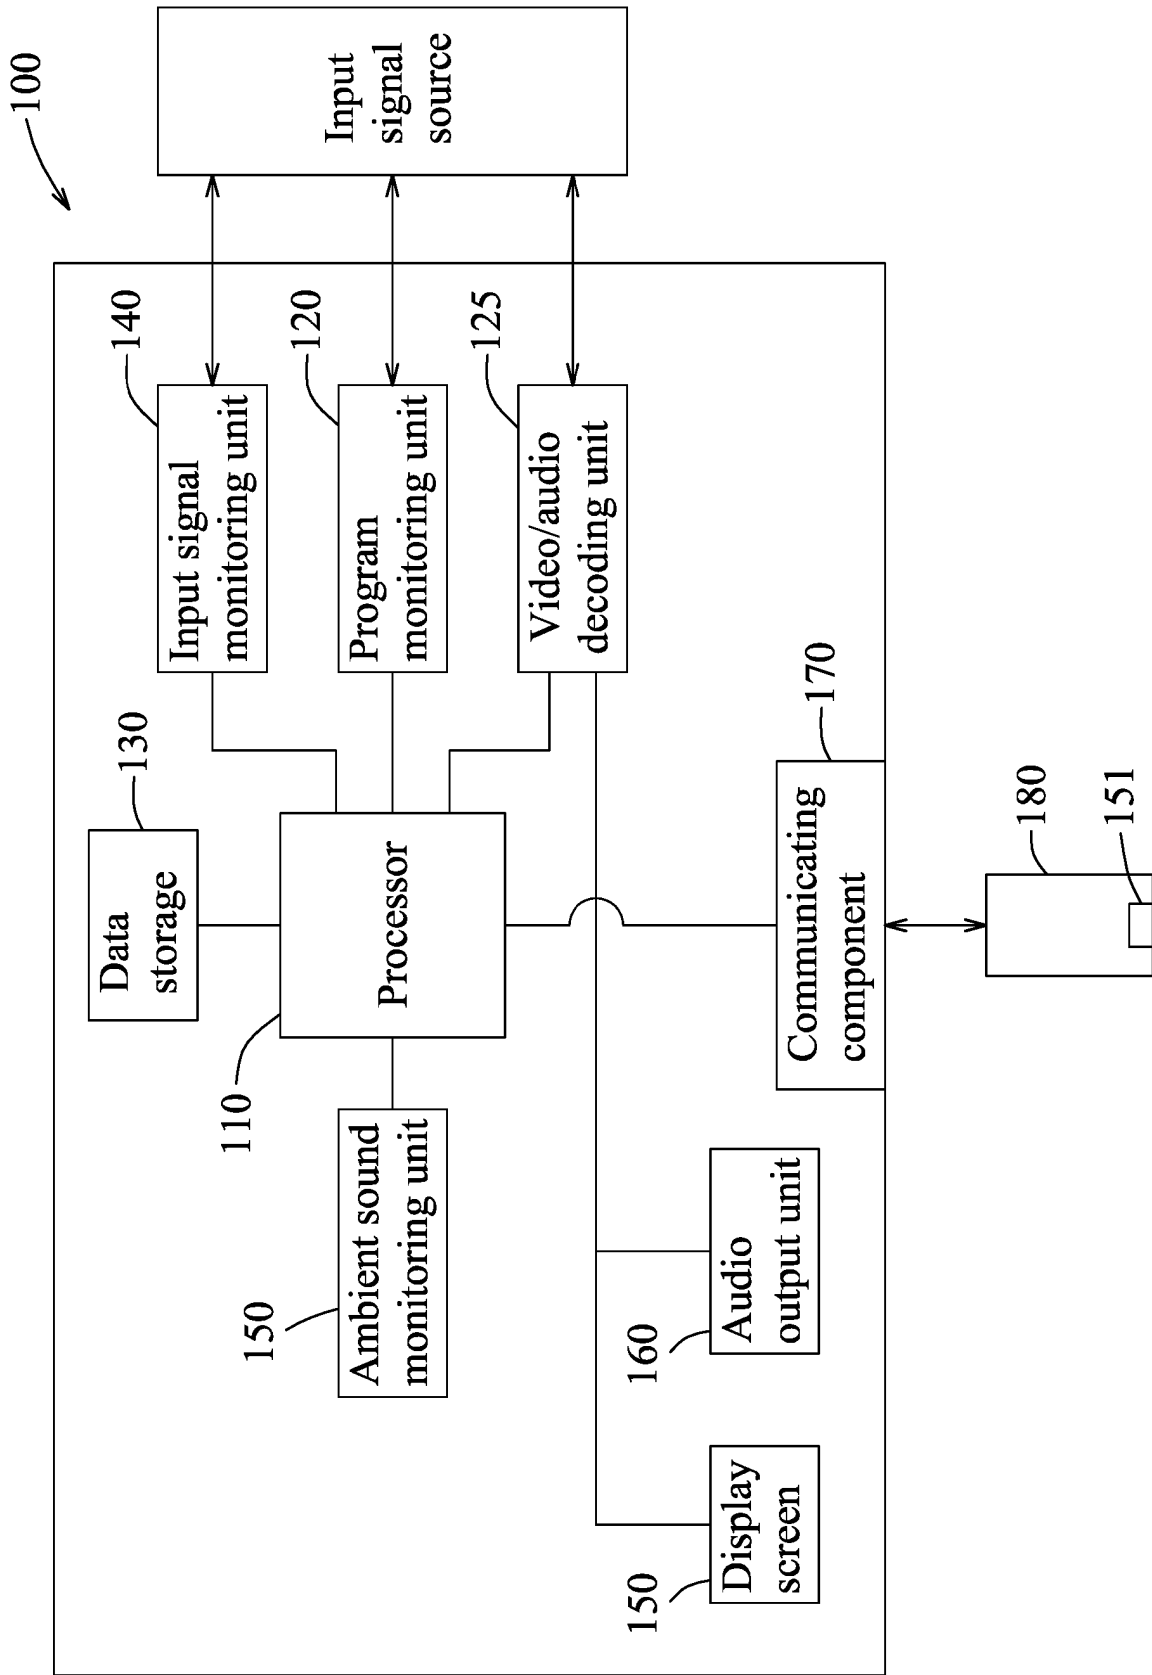 100
Input
signal
source
140
Input signal
monitoring unit
120
Program
monitoring unit
125
Video/audio
decoding unit
130
Data
storage
110
Processor
150
Ambient sound
monitoring unit
170
Communicating
component
160
Audio
output unit
150
Display
screen
180
151